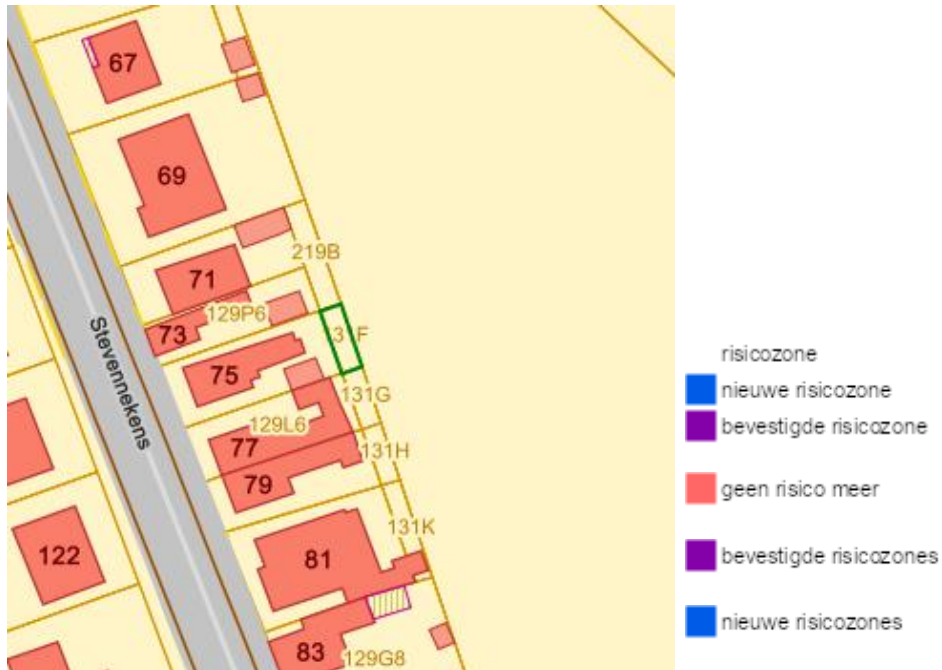 67
69
219B
71
129P6
73
3 F
75
Stevennekens
131G
129L6
77
131H
79
131K
122
81
83
129G8
risicozone
nieuwe risicozone
bevestigde risicozone
geen risico meer
bevestigde risicozones
nieuwe risicozones